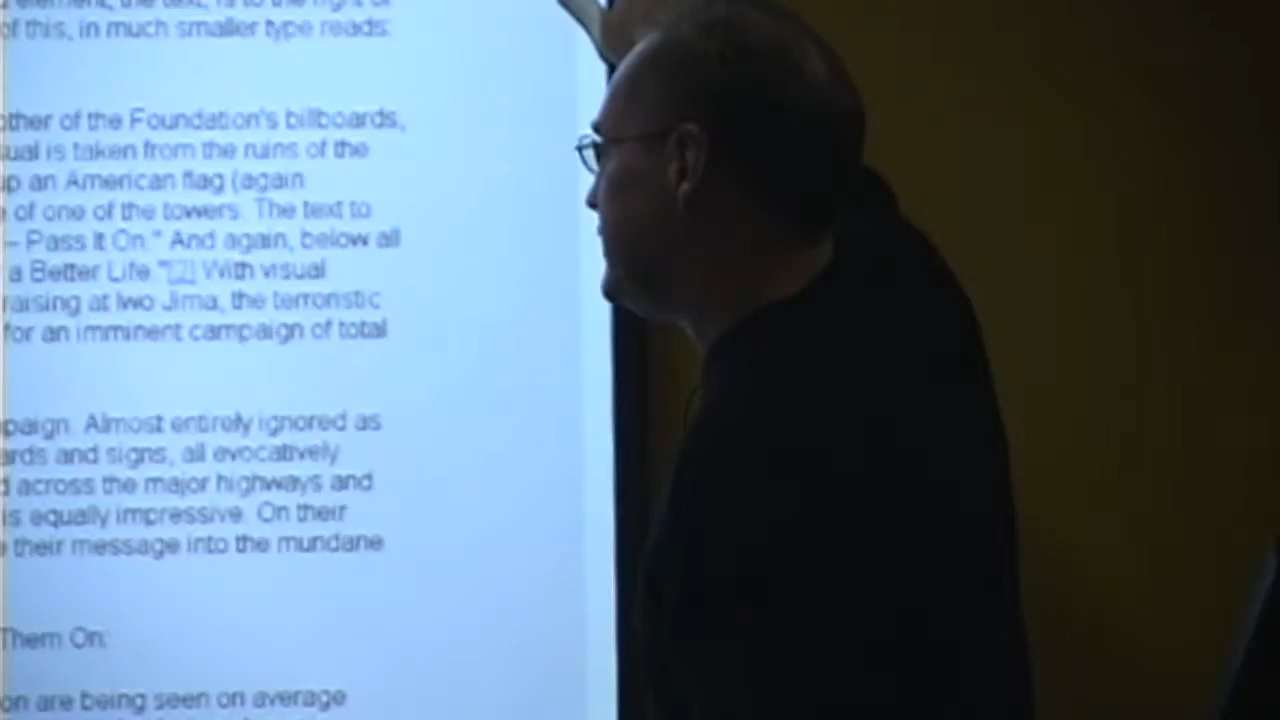 element, the text, is to the right of
of this, in much smaller type reads:
other of the Foundation's billboards,
ual is taken from the ruins of the
up an American flag (again
of one of the towers. The text to
– Pass It On." And again, below all
a Better Life."[2] With visual
raising at Iwo Jima, the terroristic
for an imminent campaign of total
paign. Almost entirely ignored as
ards and signs, all evocatively
d across the major highways and
is equally impressive. On their
their message into the mundane
Them On:
on are being seen on average